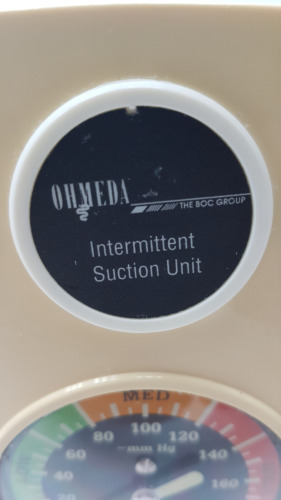 OHMEDA
THE BOC GROUP
Intermittent
Suction Unit
MED
80 100 120
60 mm Hg 140
160